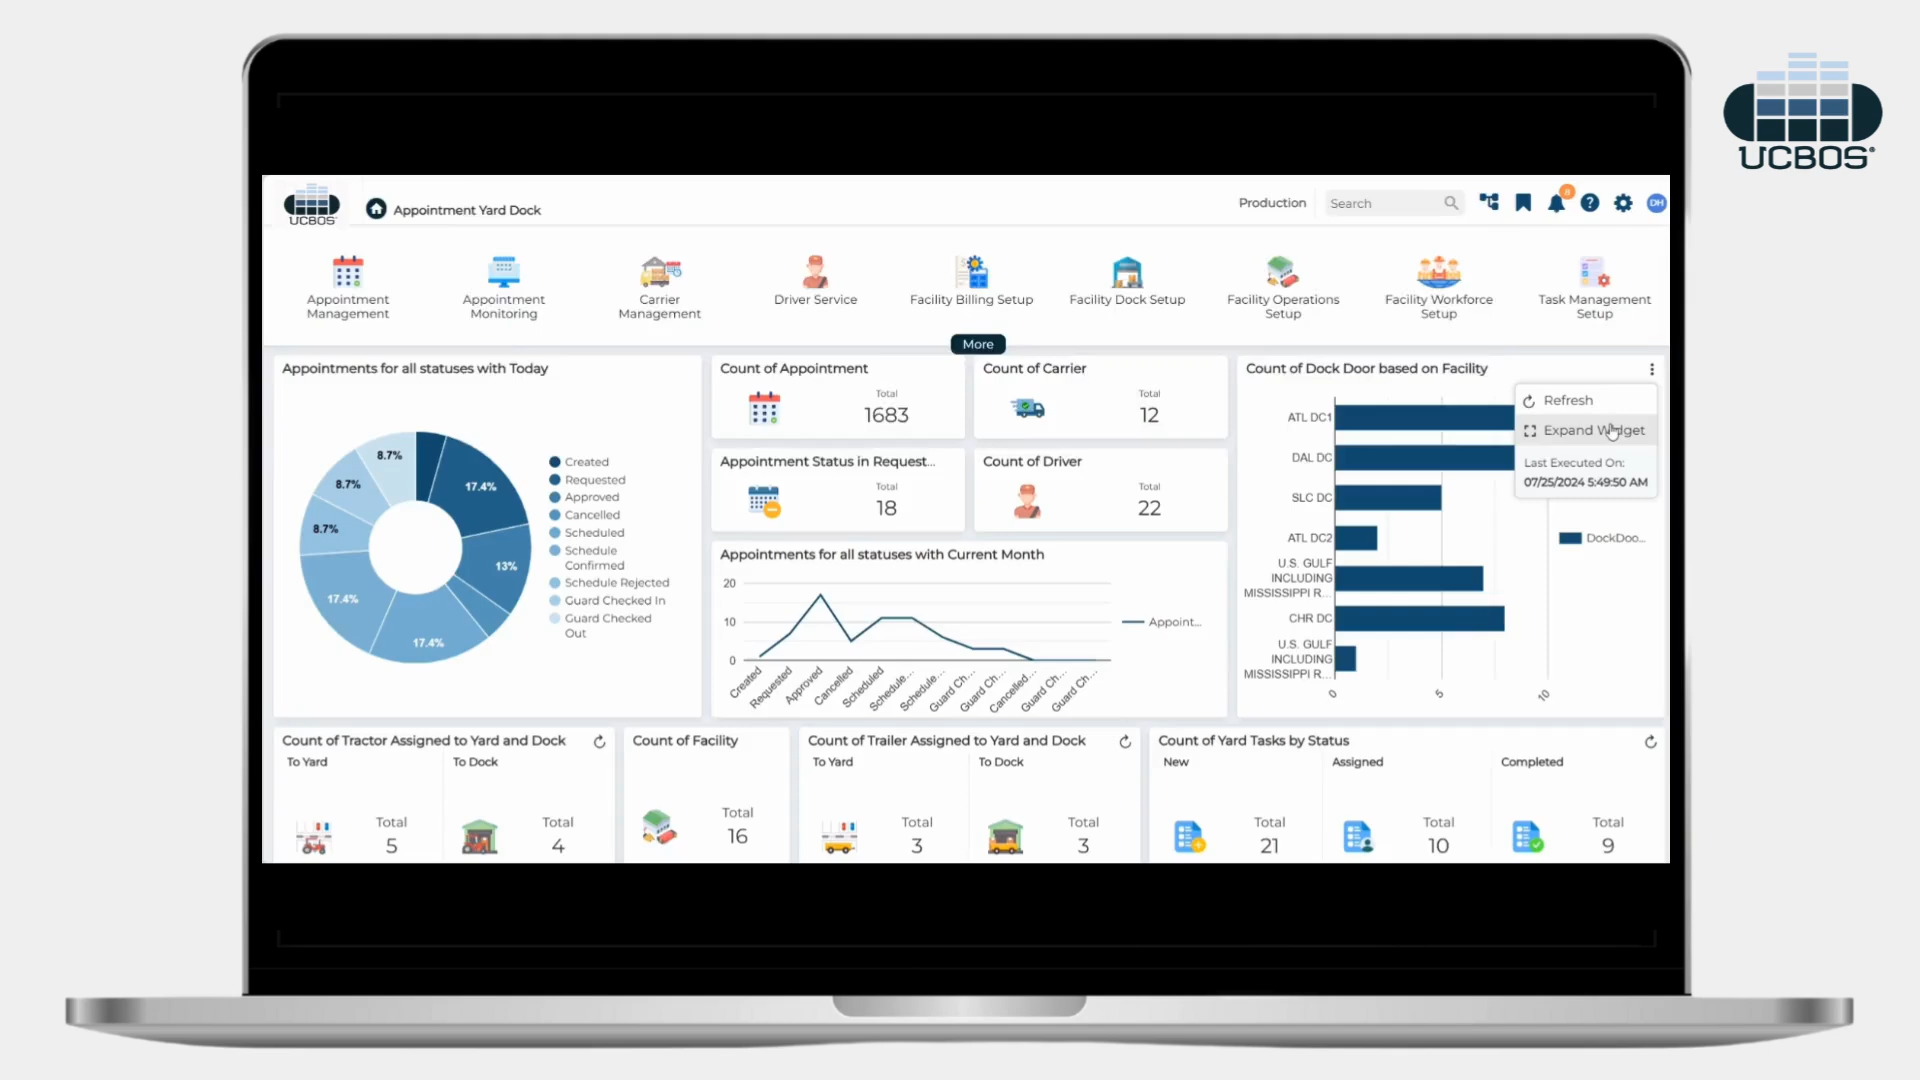 UCBOS®
UCBOS
Appointment Yard Dock
Production
Search
8
?
DH
Appointment
Management
Appointment
Monitoring
Carrier
Management
Driver Service
Facility Billing Setup
Facility Dock Setup
Facility Operations
Setup
Facility Workforce
Setup
Task Management
Setup
More
Appointments for all statuses with Today
8.7%
17.4%
8.7%
8.7%
13%
17.4%
17.4%
Created
Requested
Approved
Cancelled
Scheduled
Schedule
Confirmed
Schedule Rejected
Guard Checked In
Guard Checked
Out
Count of Appointment
Total
1683
Count of Carrier
Total
12
Appointment Status in Request...
Total
18
Count of Driver
Total
22
Appointments for all statuses with Current Month
20
10
0
Created
Requested
Approved
Cancelled
Scheduled
Schedule...
Schedule...
Guard Ch...
Guard Ch...
Cancelled...
Guard Ch...
Guard Ch...
Appoint...
Count of Dock Door based on Facility
Refresh
Expand Widget
Last Executed On:
07/25/2024 5:49:50 AM
ATL DC1
DAL DC
SLC DC
ATL DC2
U.S. GULF
INCLUDING
MISSISSIPPI R...
CHR DC
U.S. GULF
INCLUDING
MISSISSIPPI R...
0
5
10
DockDoo...
Count of Tractor Assigned to Yard and Dock
To Yard
Total
5
To Dock
Total
4
Count of Facility
Total
16
Count of Trailer Assigned to Yard and Dock
To Yard
Total
3
To Dock
Total
3
Count of Yard Tasks by Status
New
Total
21
Assigned
Total
10
Completed
Total
9